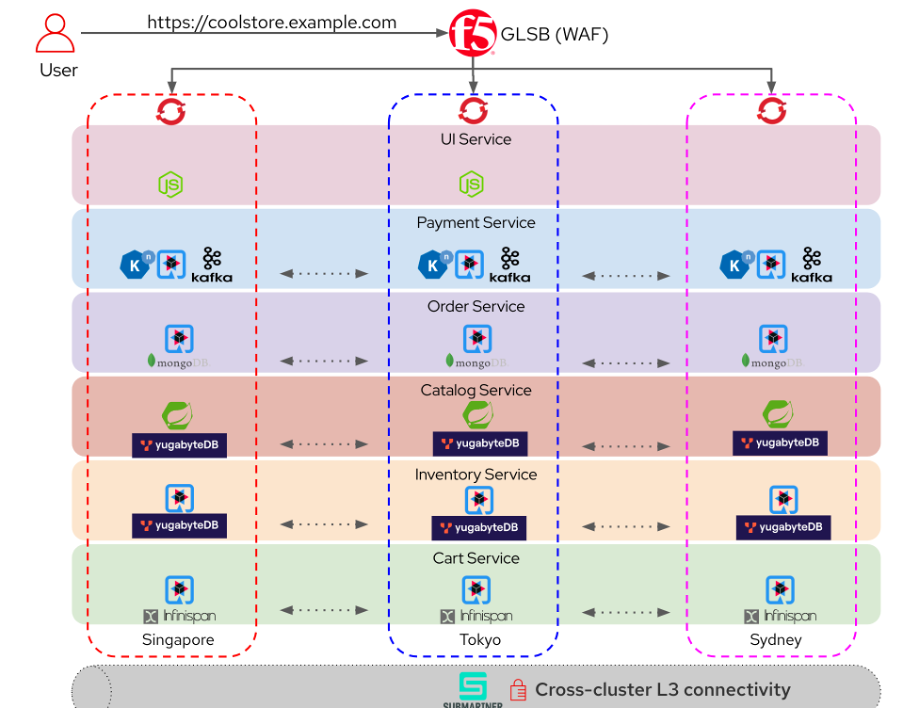 https://coolstore.example.com
f5
GLSB (WAF)
User
UI Service
JS
JS
Payment Service
K n kafka
K n kafka
K n kafka
Order Service
mongoDB
mongoDB
mongoDB
Catalog Service
yugabyteDB
yugabyteDB
yugabyteDB
Inventory Service
yugabyteDB
yugabyteDB
yugabyteDB
Cart Service
Infinispan
Infinispan
Infinispan
Singapore
Tokyo
Sydney
Cross-cluster L3 connectivity
SUBMARINER